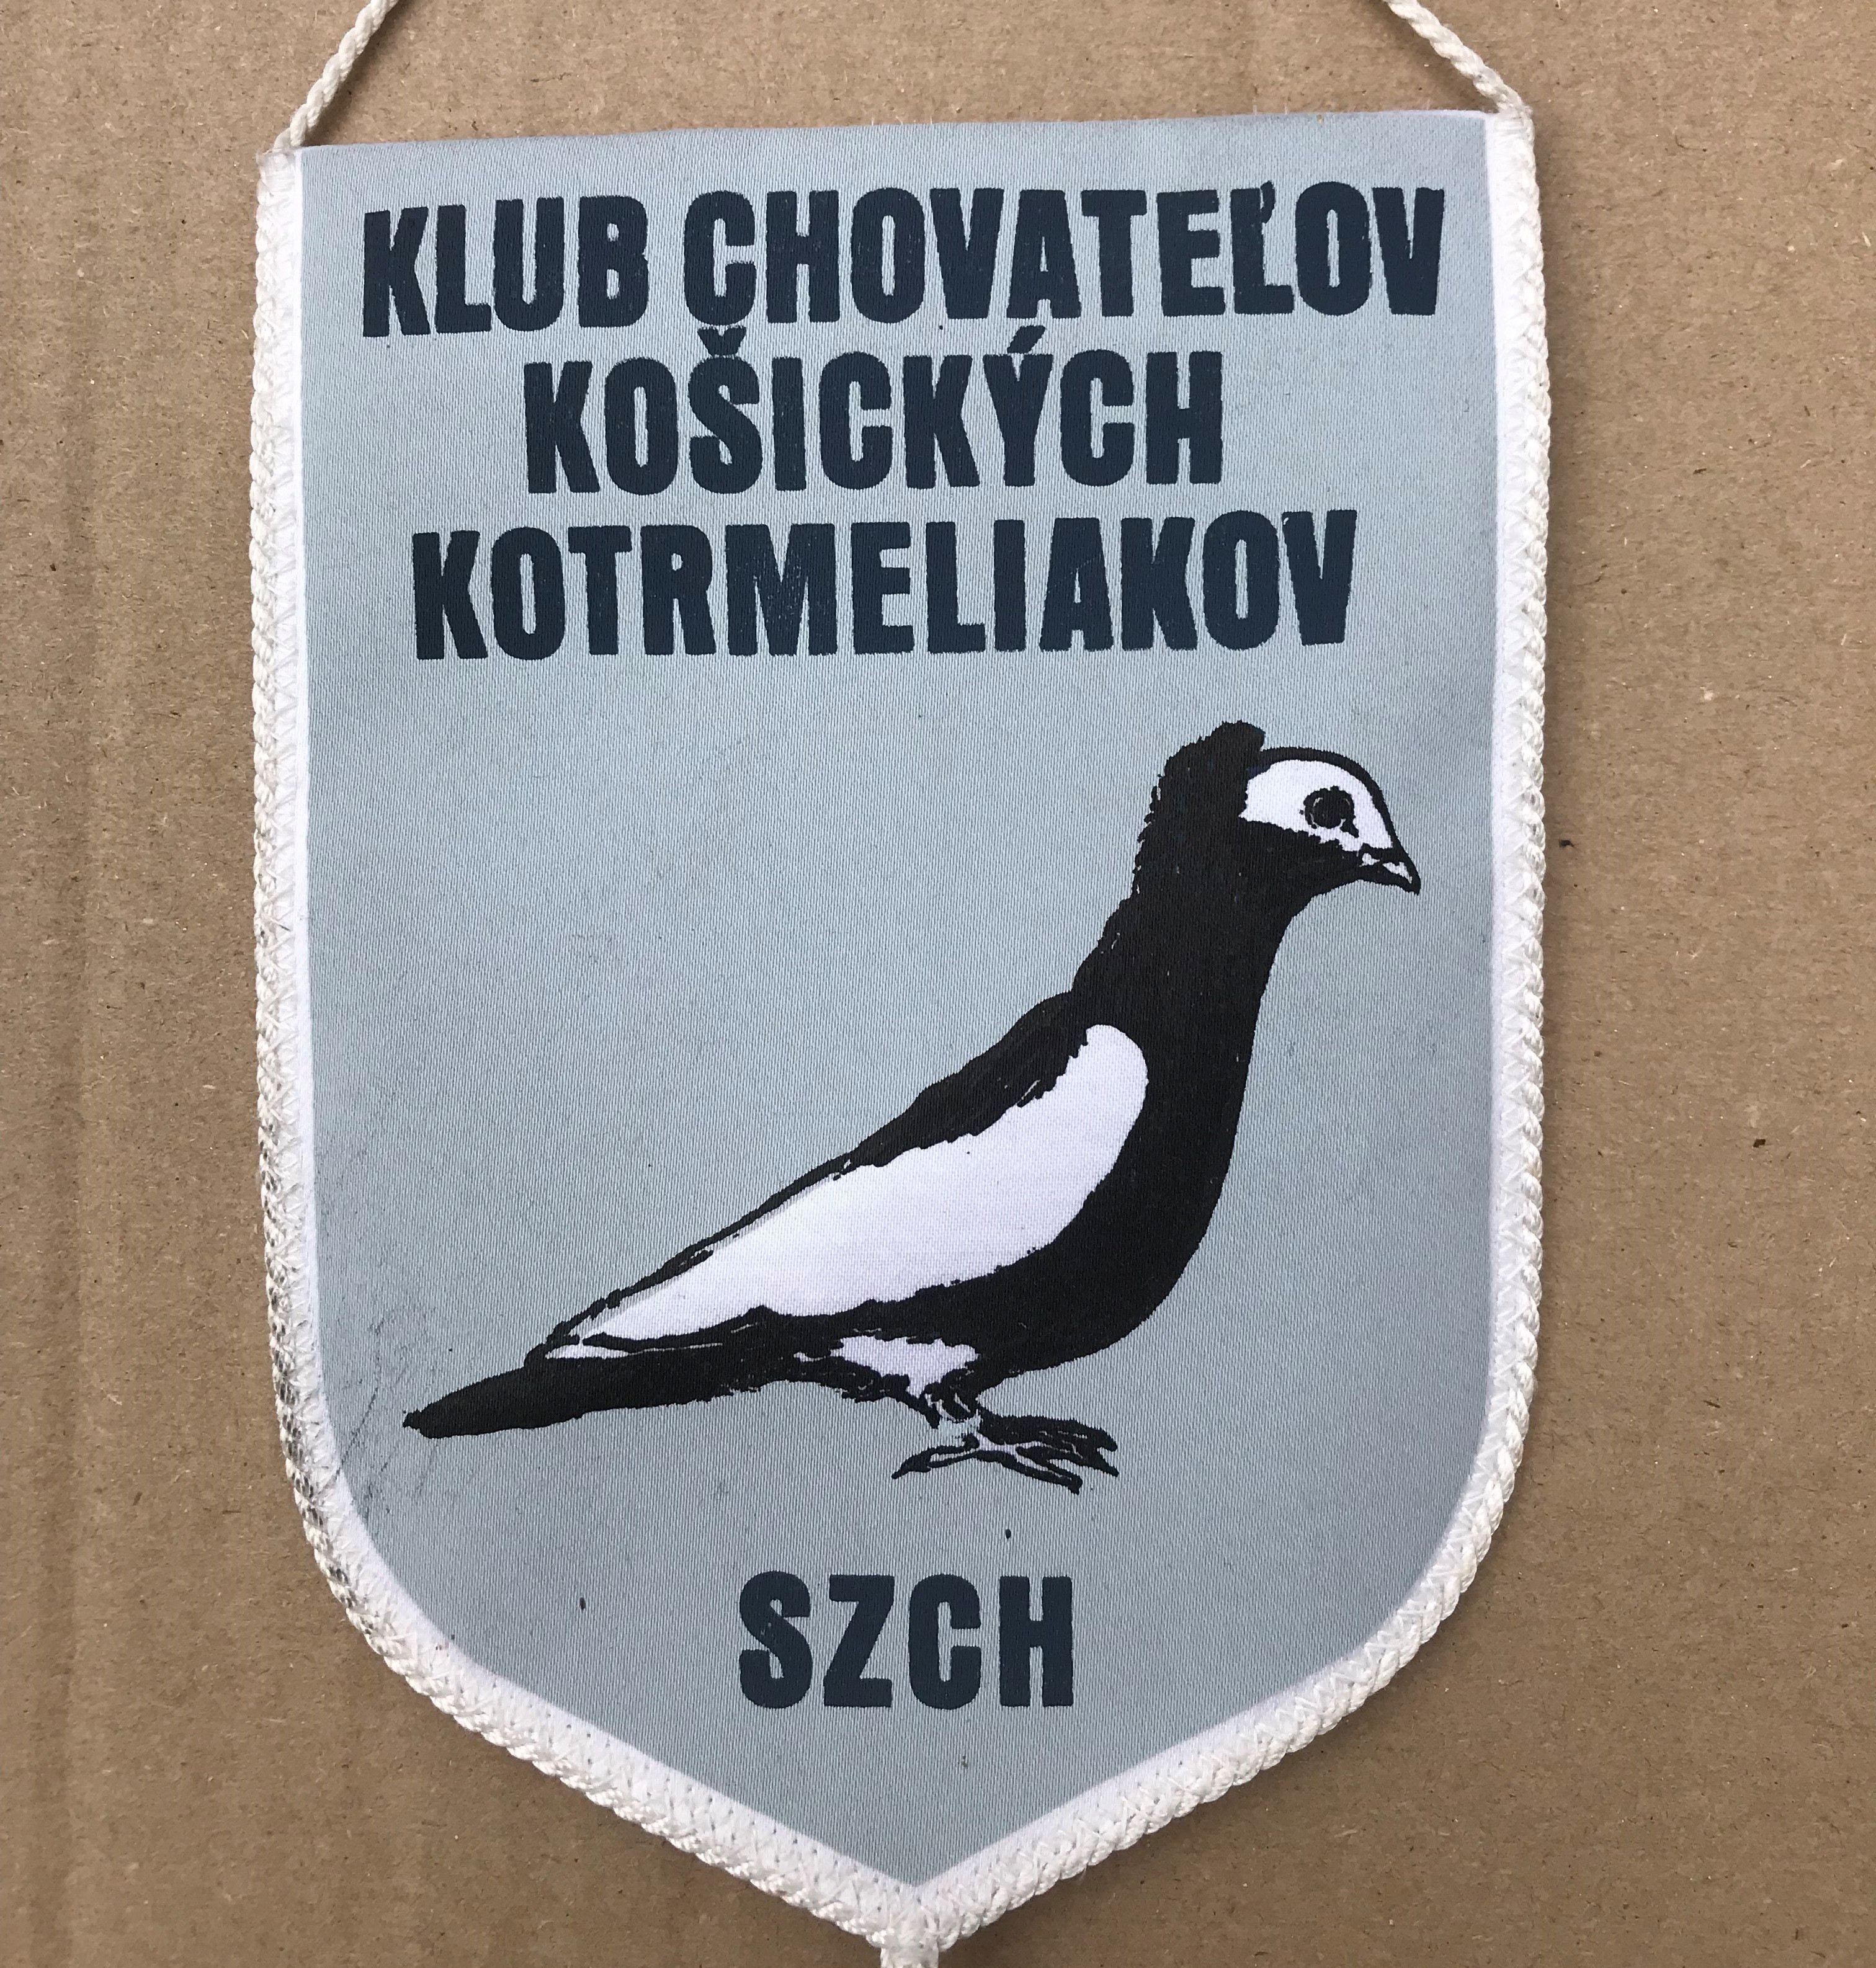 KLUB CHOVATEĽOV
KOŠICKÝCH
KOTRMELIAKOV
SZCH